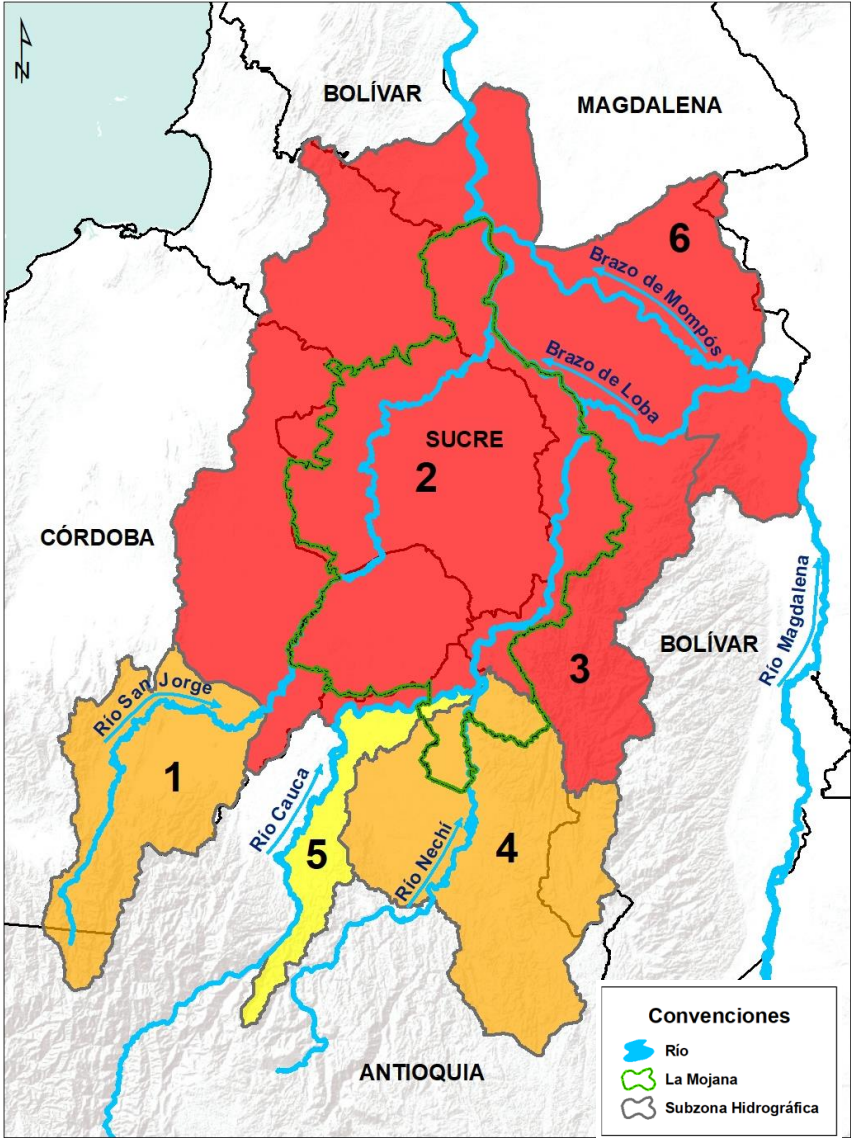 N
BOLÍVAR
MAGDALENA
6
Brazo de Mompós
Brazo de Loba
SUCRE
2
CÓRDOBA
Río Magdalena
BOLÍVAR
3
Río San Jorge
1
Río Cauca
5
Río Nechí
4
ANTIOQUIA
Convenciones
Río
La Mojana
Subzona Hidrográfica